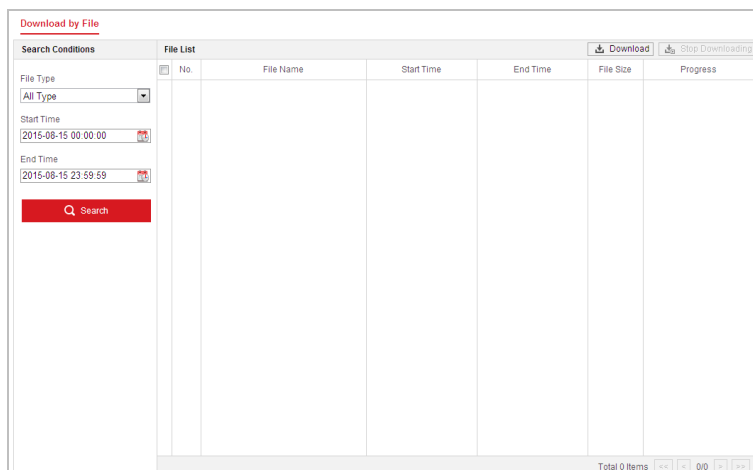 Download by File
Search Conditions
File List
Download
Stop Downloading
No.
File Name
Start Time
End Time
File Size
Progress
File Type
All Type
Start Time
2015-08-15 00:00:00
End Time
2015-08-15 23:59:59
Search
Total 0 Items << < 0/0 > >>